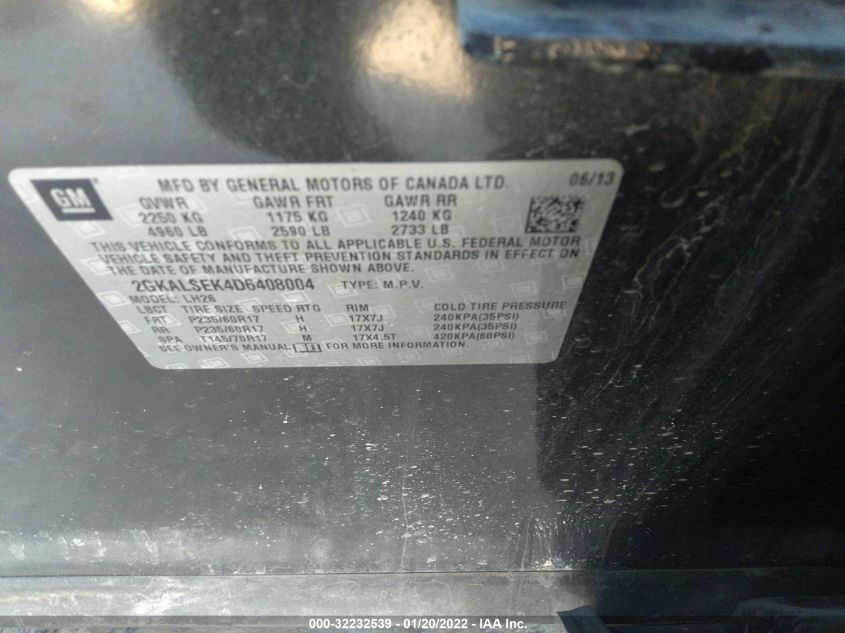 GM
MFD BY GENERAL MOTORS OF CANADA LTD. 06/13
GVWR GAWR FRT GAWR RR
2250 KG 1175 KG 1240 KG
4960 LB 2590 LB 2733 LB
THIS VEHICLE CONFORMS TO ALL APPLICABLE U.S. FEDERAL MOTOR
VEHICLE SAFETY AND THEFT PREVENTION STANDARDS IN EFFECT ON
THE DATE OF MANUFACTURE SHOWN ABOVE.
2GKALSEK4D6408004 TYPE: M.P.V.
MODEL: LH26
LOCT TIRE SIZE SPEED RTG RIM COLD TIRE PRESSURE
FRT P235/60R17 H 17X7J 240KPA(35PSI)
RR P235/60R17 H 17X7J 240KPA(35PSI)
SPA T145/70R17 M 17X4.5T 420KPA(60PSI)
SEE OWNER'S MANUAL FOR MORE INFORMATION.
000-32232539 - 01/20/2022 - IAA Inc.